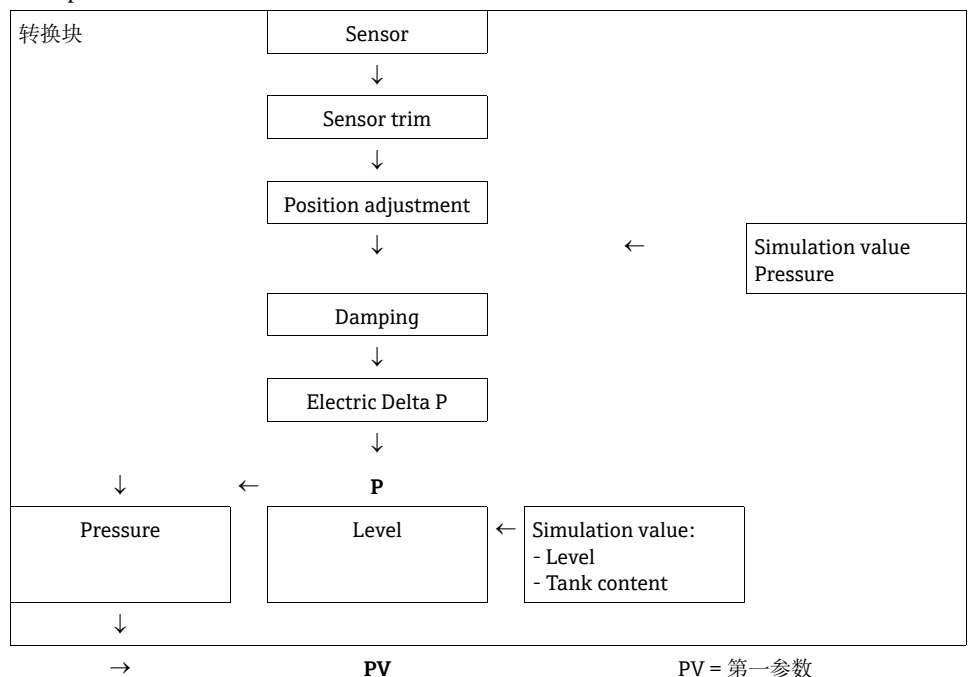 转换块
Sensor
↓
Sensor trim
↓
Position adjustment
↓ ← Simulation value
Pressure
Damping
↓
Electric Delta P
↓
↓ ← P
Pressure Level ← Simulation value:
- Level
- Tank content
↓
→ PV PV = 第一参数